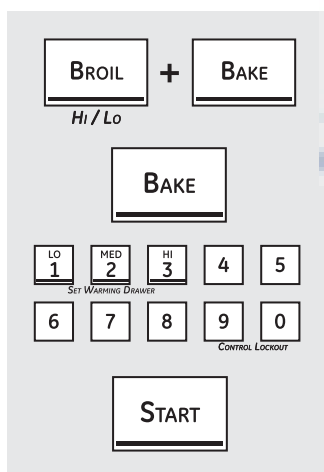 BROIL + BAKE
HI / LO
BAKE
LO MED HI
1 2 3 4 5
SET WARMING DRAWER
6 7 8 9 0
CONTROL LOCKOUT
START